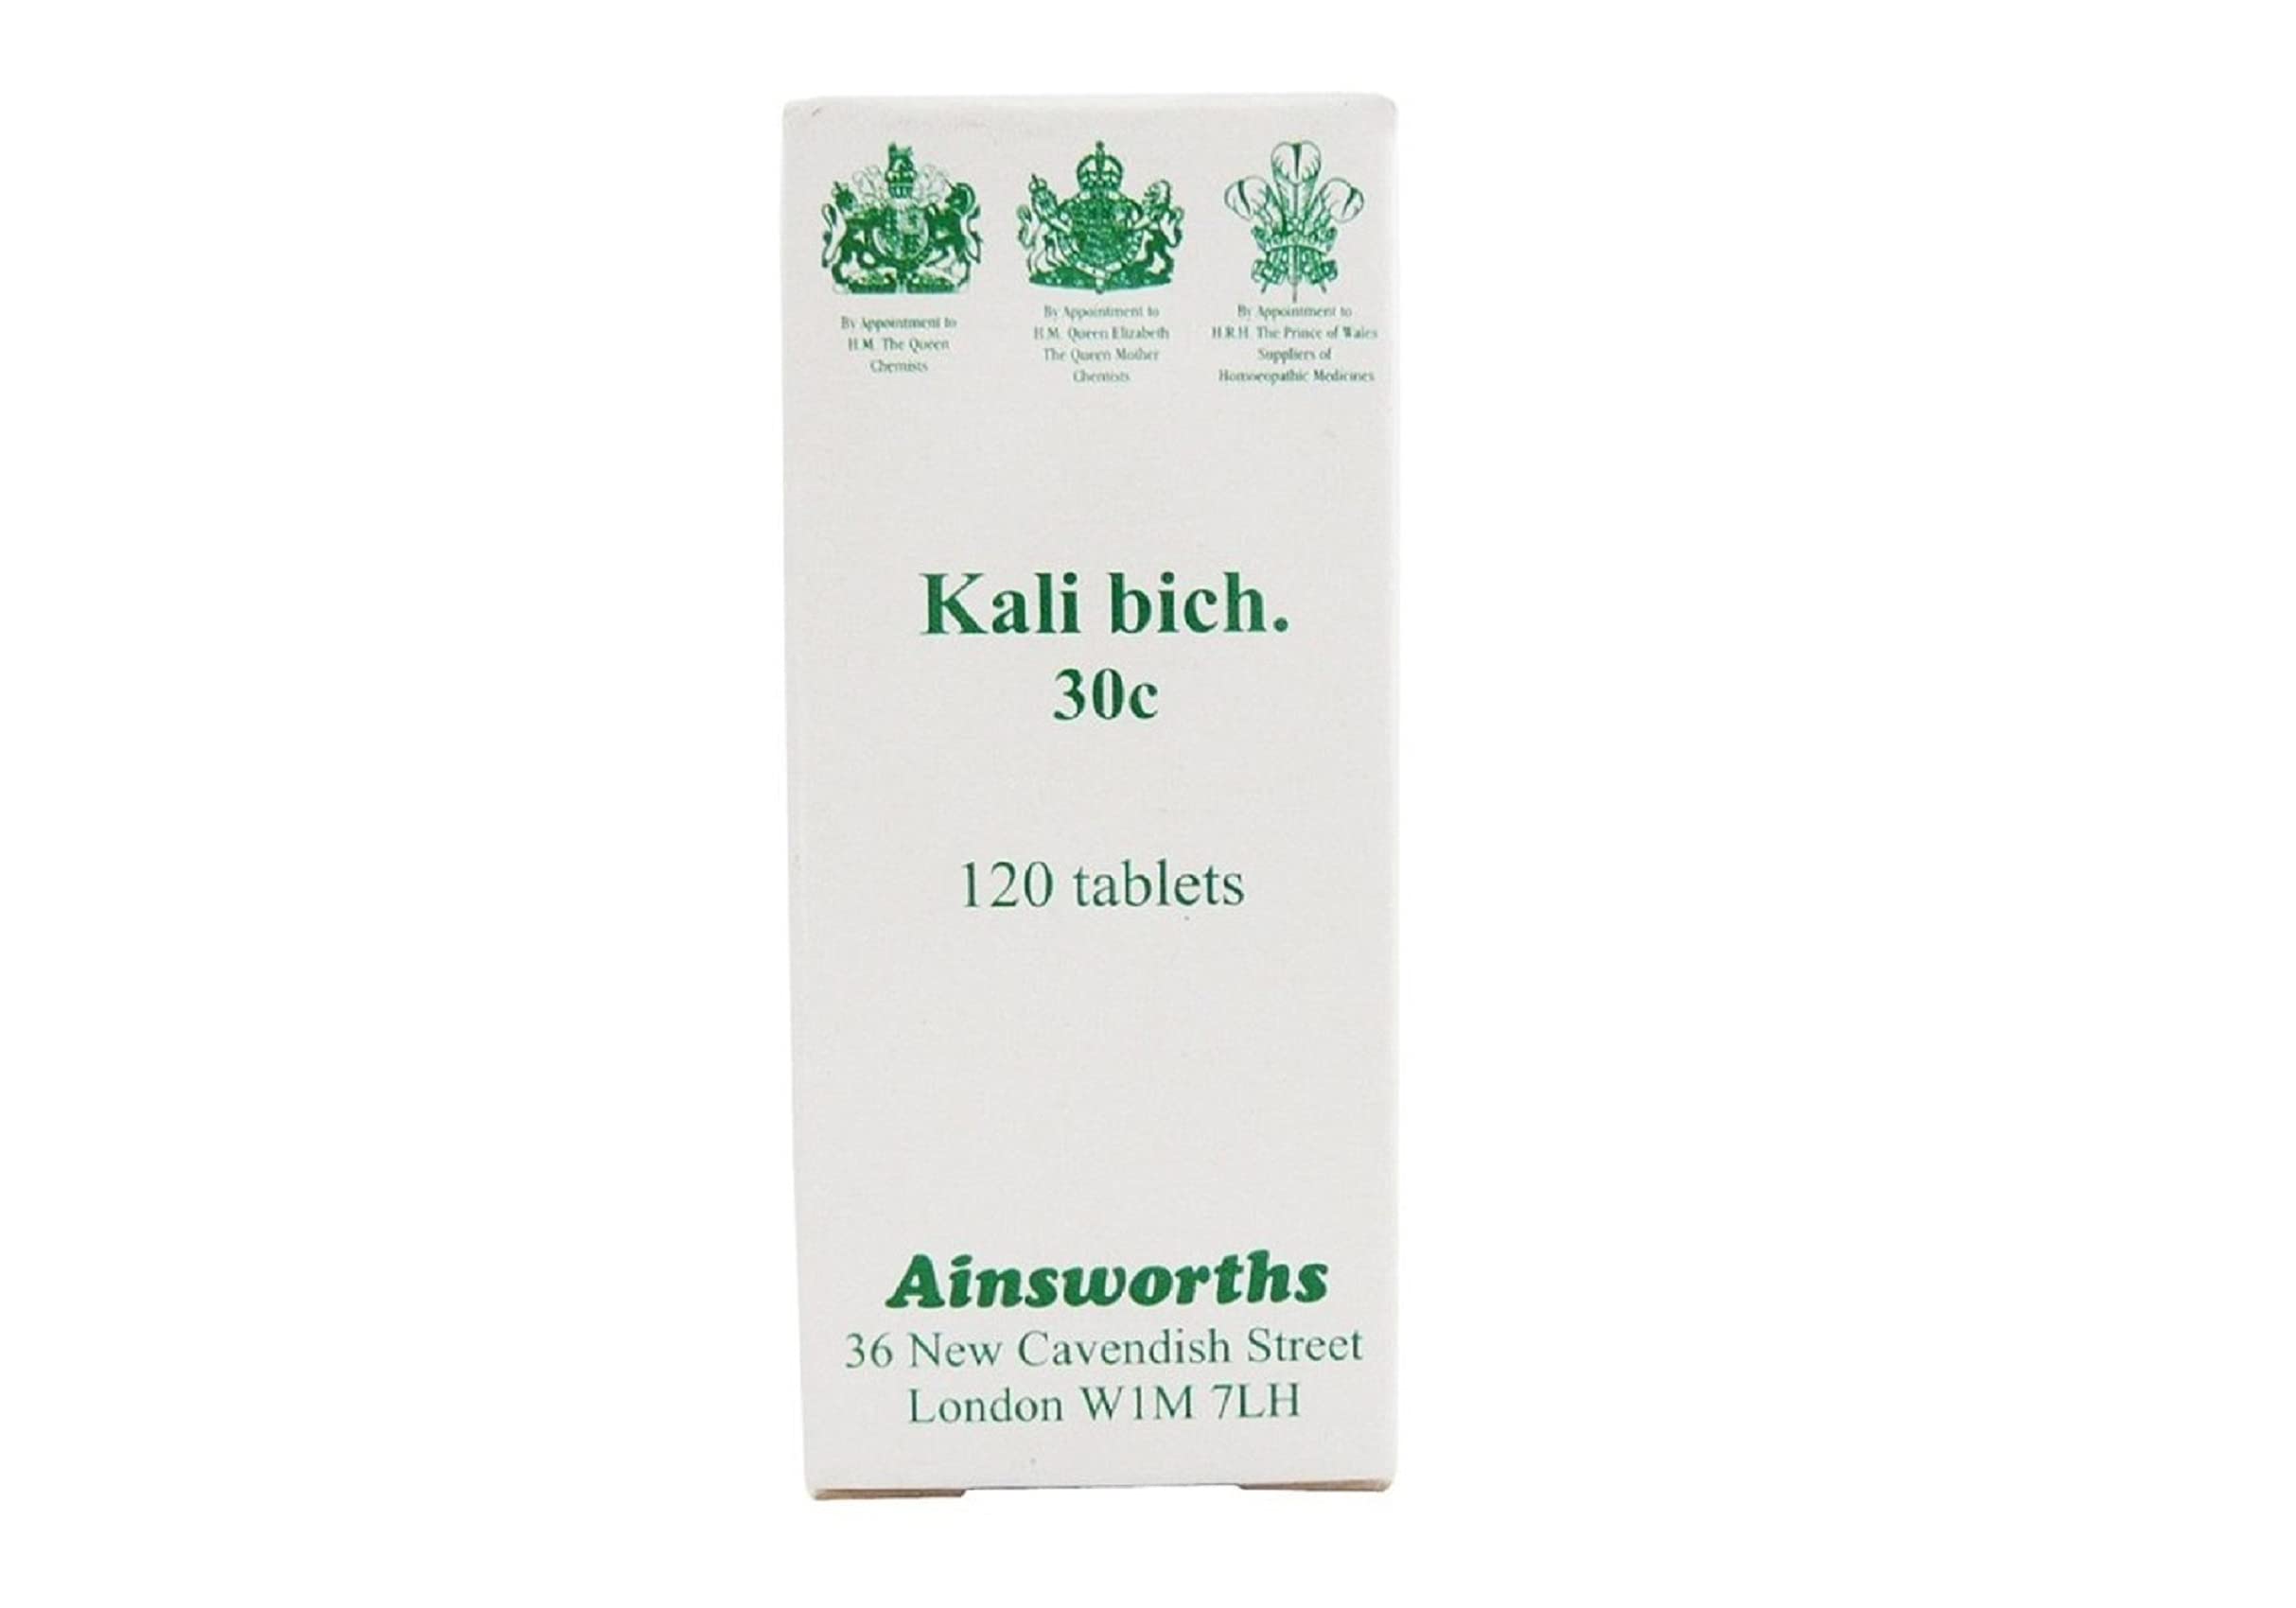 By Appointment to
H.M. The Queen
Chemists
By Appointment to
H.M. Queen Elizabeth
The Queen Mother
Chemists
By Appointment to
H.R.H. The Prince of Wales
Suppliers of
Homoeopathic Medicines
Kali bich.
30c
120 tablets
Ainsworths
36 New Cavendish Street
London W1M 7LH